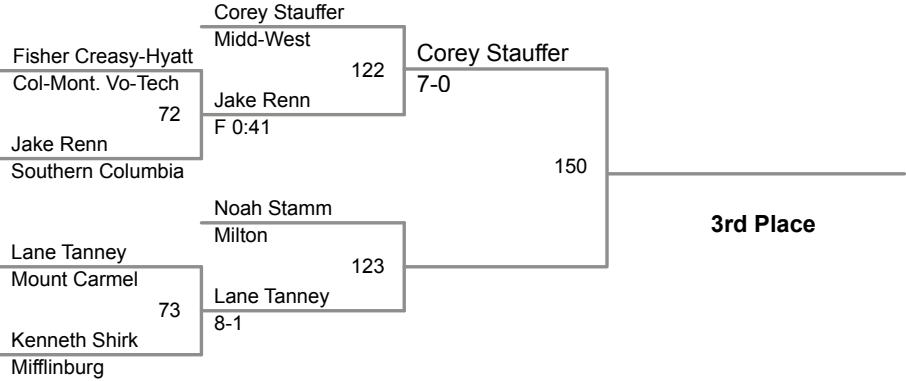 Corey Stauffer
Midd-West
Fisher Creasy-Hyatt
Col-Mont. Vo-Tech
72
Jake Renn
Southern Columbia
122
Jake Renn
F 0:41
Corey Stauffer
7-0
150
3rd Place
Noah Stamm
Milton
Lane Tanney
Mount Carmel
73
Kenneth Shirk
Mifflinburg
123
Lane Tanney
8-1